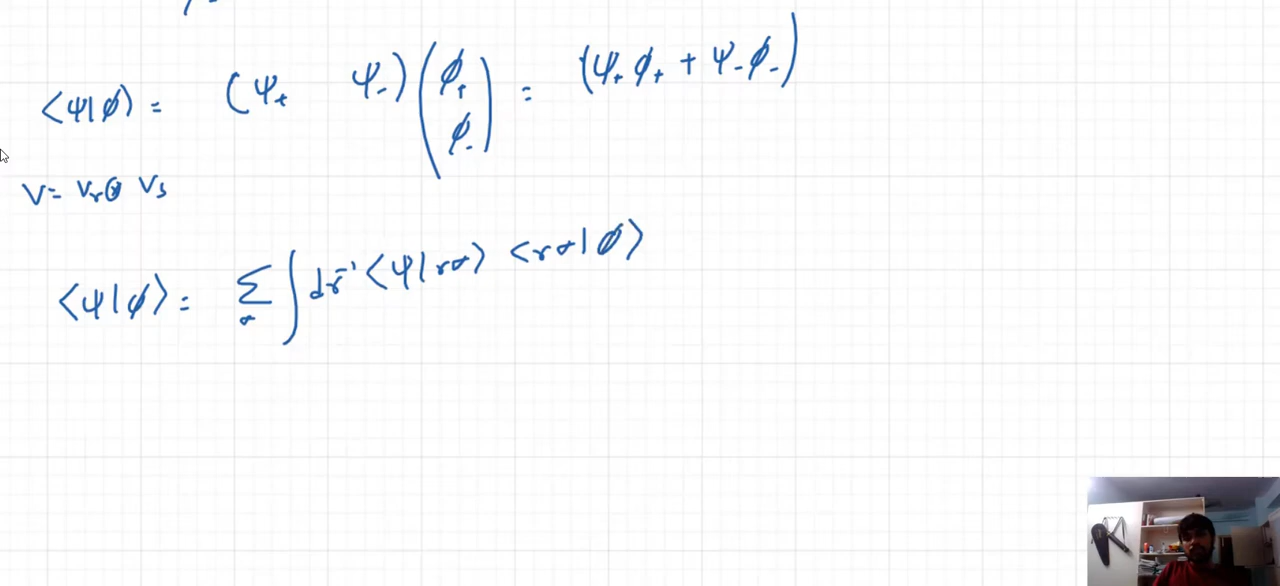 <ψ|ϕ> = (ψ₊ ψ₋)(ϕ₊ ϕ₋) = (ψ₊ϕ₊ + ψ₋ϕ₋)
V = Vᵣ⊗ Vₛ
<ψ|ϕ> = Σ_σ ∫ dr̄' <ψ|rσ> <rσ|ϕ>